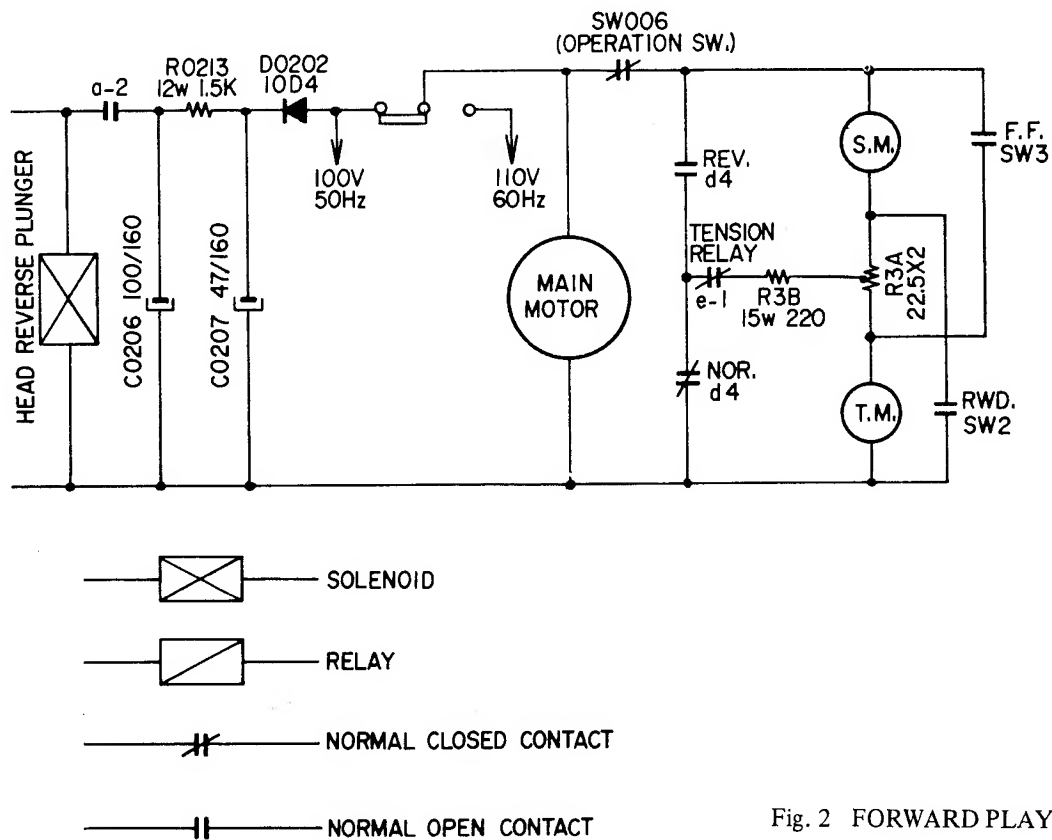 SW006
(OPERATION SW.)
R0213
12w 1.5K
D0202
10D4
a-2
100V
50Hz
110V
60Hz
HEAD REVERSE PLUNGER
C0206 100/160
C0207 47/160
MAIN
MOTOR
REV.
d4
TENSION
RELAY
e-1
R3B
15w 220
NOR.
d4
S.M.
R3A
22.5X2
T.M.
F.F.
SW3
RWD.
SW2
SOLENOID
RELAY
NORMAL CLOSED CONTACT
NORMAL OPEN CONTACT
Fig. 2 FORWARD PLAY